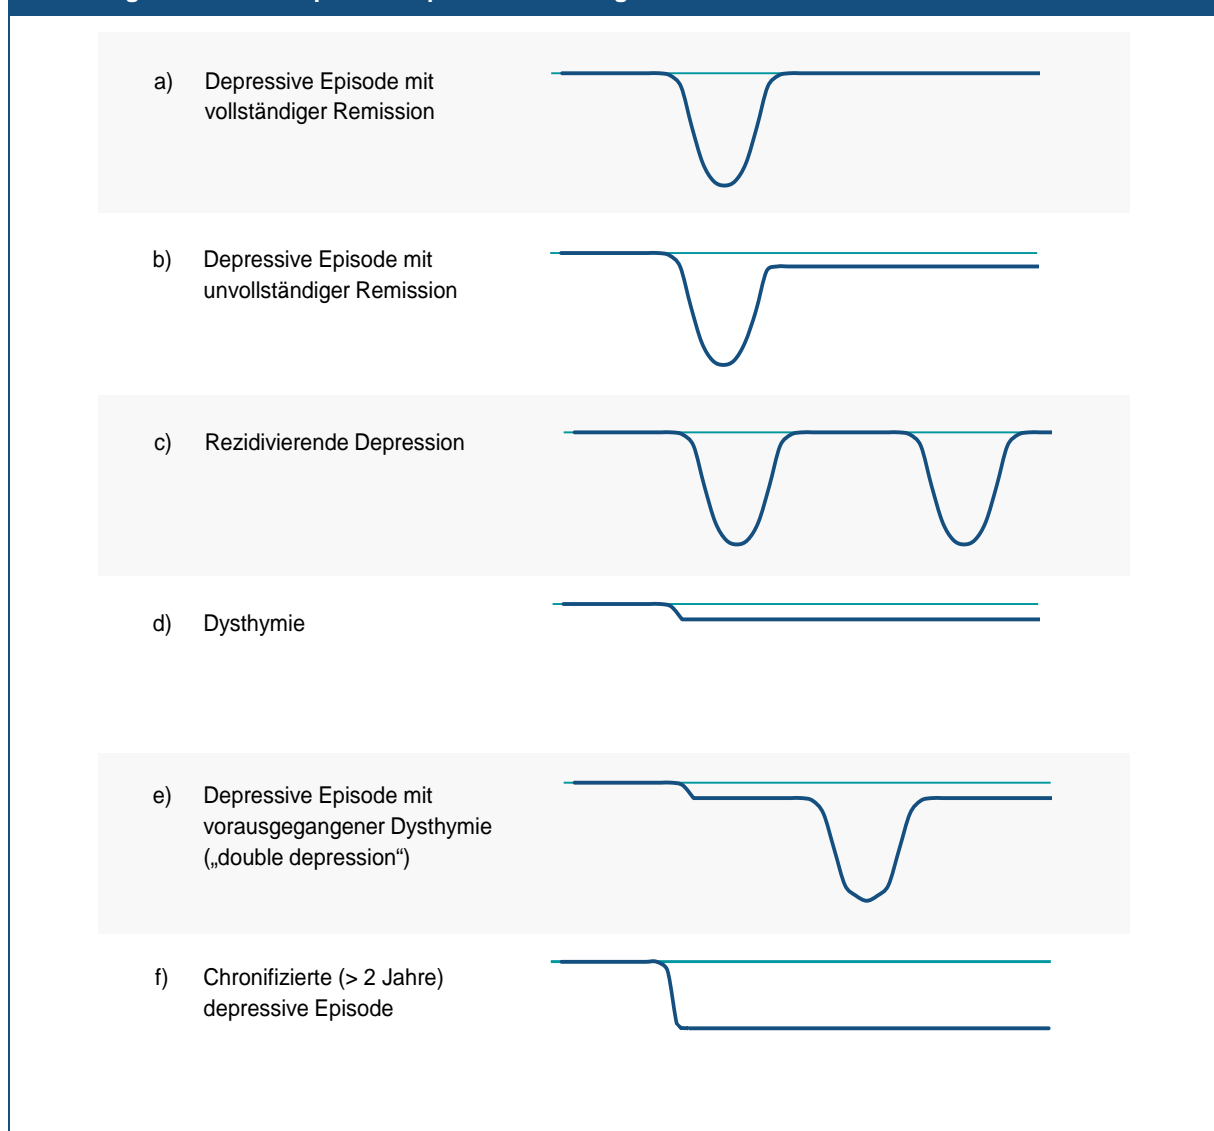 a) Depressive Episode mit
vollständiger Remission
b) Depressive Episode mit
unvollständiger Remission
c) Rezidivierende Depression
d) Dysthymie
e) Depressive Episode mit
vorausgegangener Dysthymie
(„double depression“)
f) Chronifizierte (> 2 Jahre)
depressive Episode